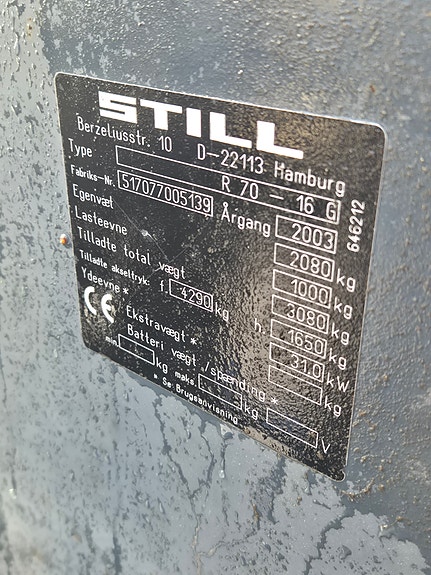 STILL
Berzeliusstr. 10 D-22113 Hamburg
Type R 70 - 16 G
Fabriks-Nr. 517077005139 Årgang 2003
Egenvægt 2080 kg
Lasteevne 1000 kg
Tilladte total vægt 3080 kg
Tilladte akseltryk: f. 4290 kg h. 1650 kg
Ydeevne * 31,0 kW
CE Ekstravægt * kg
Batteri vægt /spænding *
min. kg maks. kg V
* Se Brugsanvisning
646212